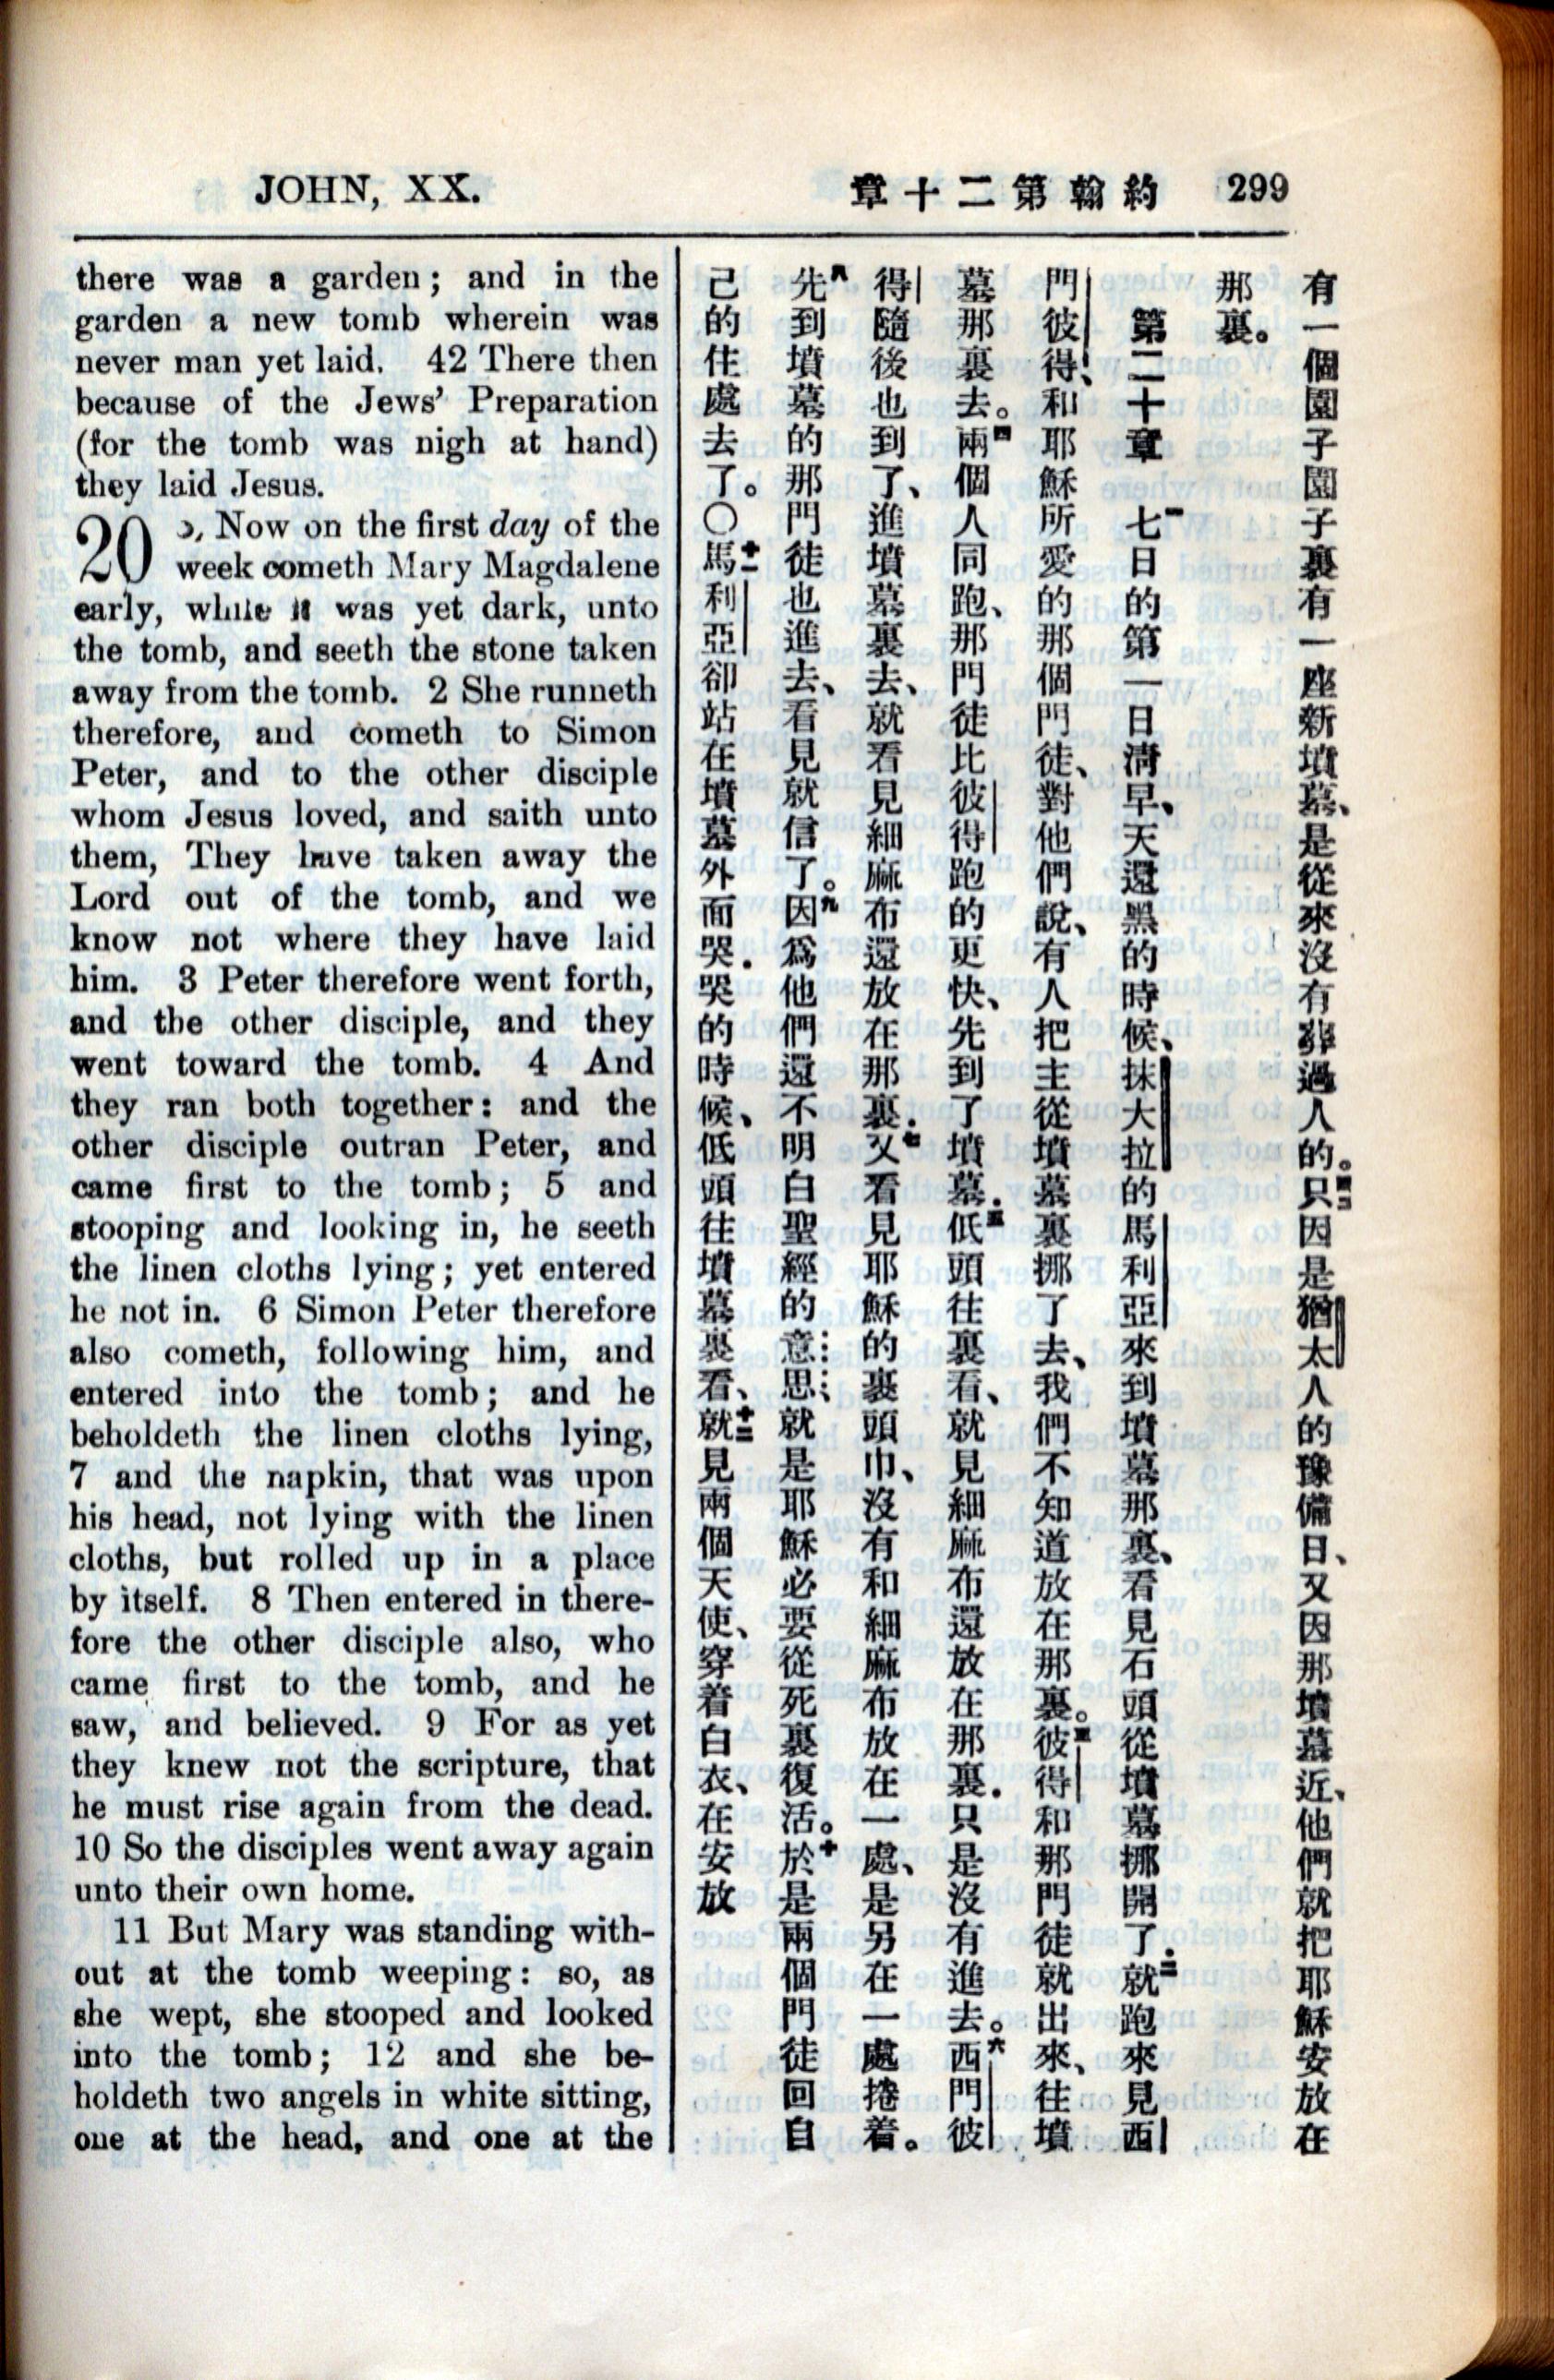 JOHN, XX.
章十二第翰約 299
there was a garden; and in the
garden a new tomb wherein was
never man yet laid. 42 There then
because of the Jews’ Preparation
(for the tomb was nigh at hand)
they laid Jesus.
20 Now on the first day of the
week cometh Mary Magdalene
early, while it was yet dark, unto
the tomb, and seeth the stone taken
away from the tomb. 2 She runneth
therefore, and cometh to Simon
Peter, and to the other disciple
whom Jesus loved, and saith unto
them, They have taken away the
Lord out of the tomb, and we
know not where they have laid
him. 3 Peter therefore went forth,
and the other disciple, and they
went toward the tomb. 4 And
they ran both together: and the
other disciple outran Peter, and
came first to the tomb; 5 and
stooping and looking in, he seeth
the linen cloths lying; yet entered
he not in. 6 Simon Peter therefore
also cometh, following him, and
entered into the tomb; and he
beholdeth the linen cloths lying,
7 and the napkin, that was upon
his head, not lying with the linen
cloths, but rolled up in a place
by itself. 8 Then entered in there-
fore the other disciple also, who
came first to the tomb, and he
saw, and believed. 9 For as yet
they knew not the scripture, that
he must rise again from the dead.
10 So the disciples went away again
unto their own home.
11 But Mary was standing with-
out at the tomb weeping: so, as
she wept, she stooped and looked
into the tomb; 12 and she be-
holdeth two angels in white sitting,
one at the head, and one at the
有一個園子園子裏有一座新墳墓、是從來沒有葬過人的。四二只因是猶太人的豫備日、又因那墳墓近、他們就把耶穌安放在
那裏。
第二十章 一七日的第一日淸早、天還黑的時候、抹大拉的馬利亞來到墳墓那裏、看見石頭從墳墓挪開了．二就跑來見西
門彼得、和耶穌所愛的那個門徒、對他們說、有人把主從墳墓裏挪了去、我們不知道放在那裏。三彼得和那門徒就出來、往墳
墓那裏去。四兩個人同跑、那門徒比彼得跑的更快、先到了墳墓．五低頭往裏看、就見細麻布還放在那裏．只是沒有進去。六西門彼
得隨後也到了、進墳墓裏去、就看見細麻布還放在那裏．七又看見耶穌的裹頭巾、沒有和細麻布放在一處、是另在一處捲着。
八先到墳墓的那門徒也進去、看見就信了。九因爲他們還不明白聖經的意思、就是耶穌必要從死裏復活。十於是兩個門徒回自
己的住處去了。〇十一馬利亞卻站在墳墓外面哭．哭的時候、低頭往墳墓裏看、十二就見兩個天使、穿着白衣、在安放